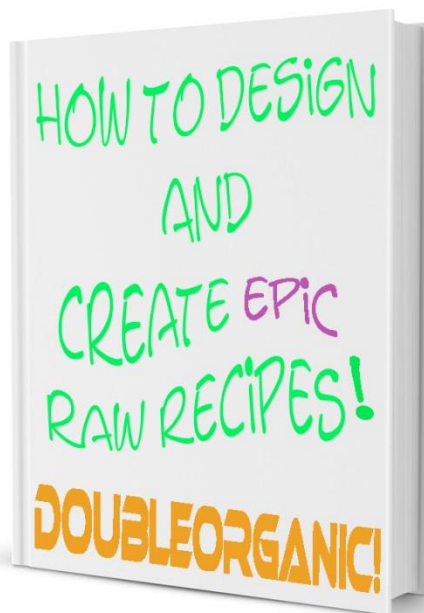 HOW TO DESiGN
AND
CREATE EPiC
RAW RECiPES!
DOUBLEORGANIC!